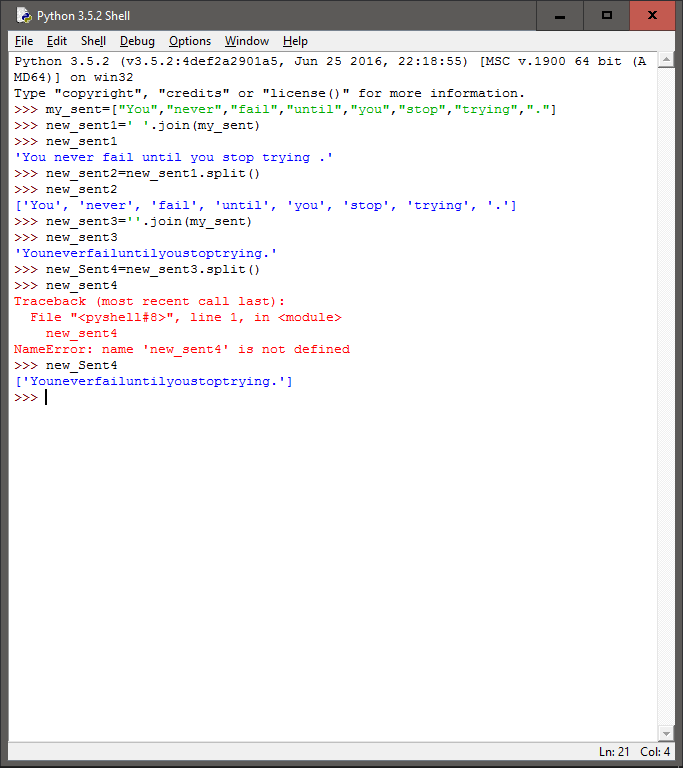 Python 3.5.2 Shell
File Edit Shell Debug Options Window Help
Python 3.5.2 (v3.5.2:4def2a2901a5, Jun 25 2016, 22:18:55) [MSC v.1900 64 bit (A
MD64)] on win32
Type "copyright", "credits" or "license()" for more information.
>>> my_sent=["You","never","fail","until","you","stop","trying","."]
>>> new_sent1=' '.join(my_sent)
>>> new_sent1
'You never fail until you stop trying .'
>>> new_sent2=new_sent1.split()
>>> new_sent2
['You', 'never', 'fail', 'until', 'you', 'stop', 'trying', '.']
>>> new_sent3=''.join(my_sent)
>>> new_sent3
'Youneverfailuntilyoustoptrying.'
>>> new_Sent4=new_sent3.split()
>>> new_sent4
Traceback (most recent call last):
  File "<pyshell#8>", line 1, in <module>
    new_sent4
NameError: name 'new_sent4' is not defined
>>> new_Sent4
['Youneverfailuntilyoustoptrying.']
>>>
Ln: 21 Col: 4